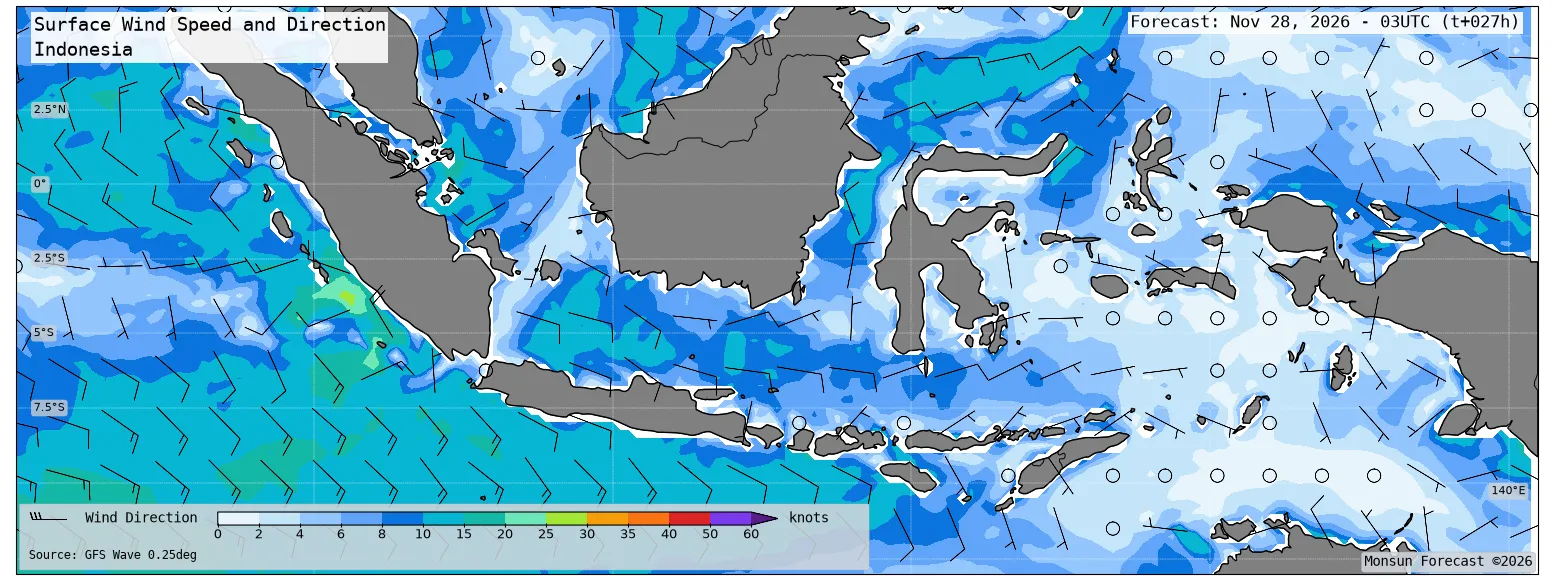 Surface Wind Speed and Direction
Indonesia
Forecast: Nov 28, 2026 - 03UTC (t+027h)
2.5°N
0°
2.5°S
5°S
7.5°S
140°E
Wind Direction
knots
0 2 4 6 8 10 15 20 25 30 35 40 50 60
Source: GFS Wave 0.25deg
Monsun Forecast ©2026